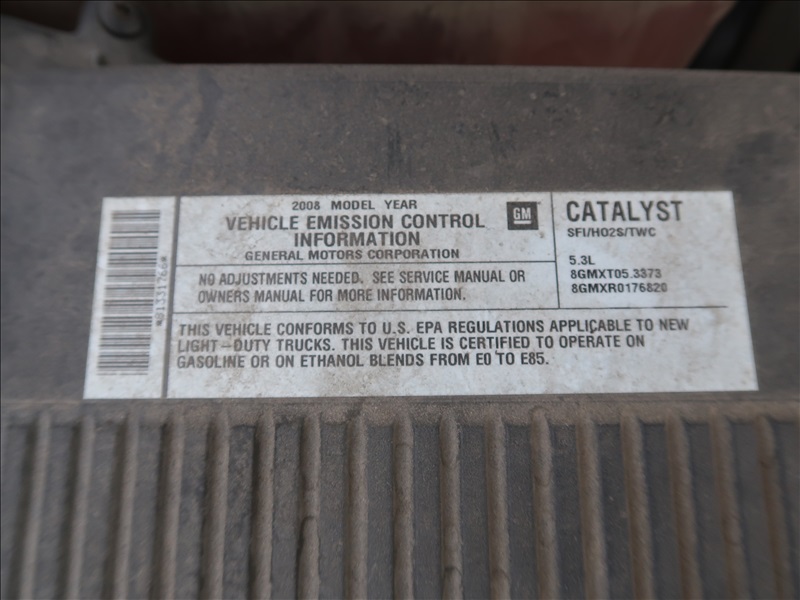 *01331766*
2008 MODEL YEAR
VEHICLE EMISSION CONTROL
INFORMATION
GENERAL MOTORS CORPORATION
GM
NO ADJUSTMENTS NEEDED. SEE SERVICE MANUAL OR
OWNERS MANUAL FOR MORE INFORMATION.
CATALYST
SFI/HO2S/TWC
5.3L
8GMXT05.3373
8GMXR0176820
THIS VEHICLE CONFORMS TO U.S. EPA REGULATIONS APPLICABLE TO NEW
LIGHT-DUTY TRUCKS. THIS VEHICLE IS CERTIFIED TO OPERATE ON
GASOLINE OR ON ETHANOL BLENDS FROM E0 TO E85.